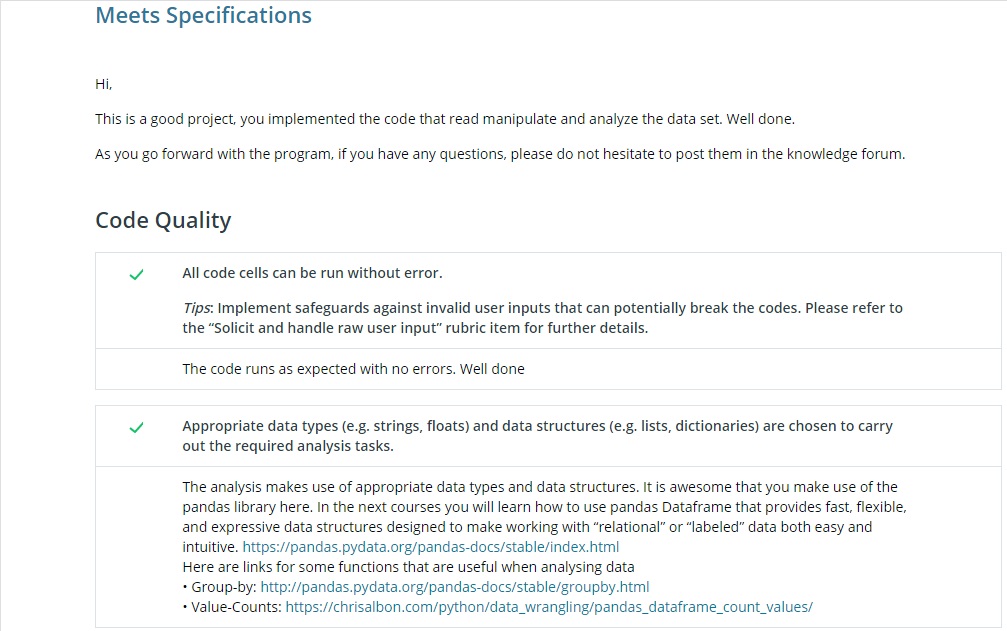 Meets Specifications
Hi,
This is a good project, you implemented the code that read manipulate and analyze the data set. Well done.
As you go forward with the program, if you have any questions, please do not hesitate to post them in the knowledge forum.
Code Quality
All code cells can be run without error.
Tips: Implement safeguards against invalid user inputs that can potentially break the codes. Please refer to
the “Solicit and handle raw user input” rubric item for further details.
The code runs as expected with no errors. Well done
Appropriate data types (e.g. strings, floats) and data structures (e.g. lists, dictionaries) are chosen to carry
out the required analysis tasks.
The analysis makes use of appropriate data types and data structures. It is awesome that you make use of the
pandas library here. In the next courses you will learn how to use pandas Dataframe that provides fast, flexible,
and expressive data structures designed to make working with “relational” or “labeled” data both easy and
intuitive. https://pandas.pydata.org/pandas-docs/stable/index.html
Here are links for some functions that are useful when analysing data
• Group-by: http://pandas.pydata.org/pandas-docs/stable/groupby.html
• Value-Counts: https://chrisalbon.com/python/data_wrangling/pandas_dataframe_count_values/